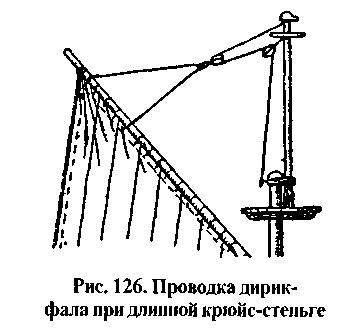 Рис. 126. Проводка дирик-
фала при длинной крюйс-стеньге